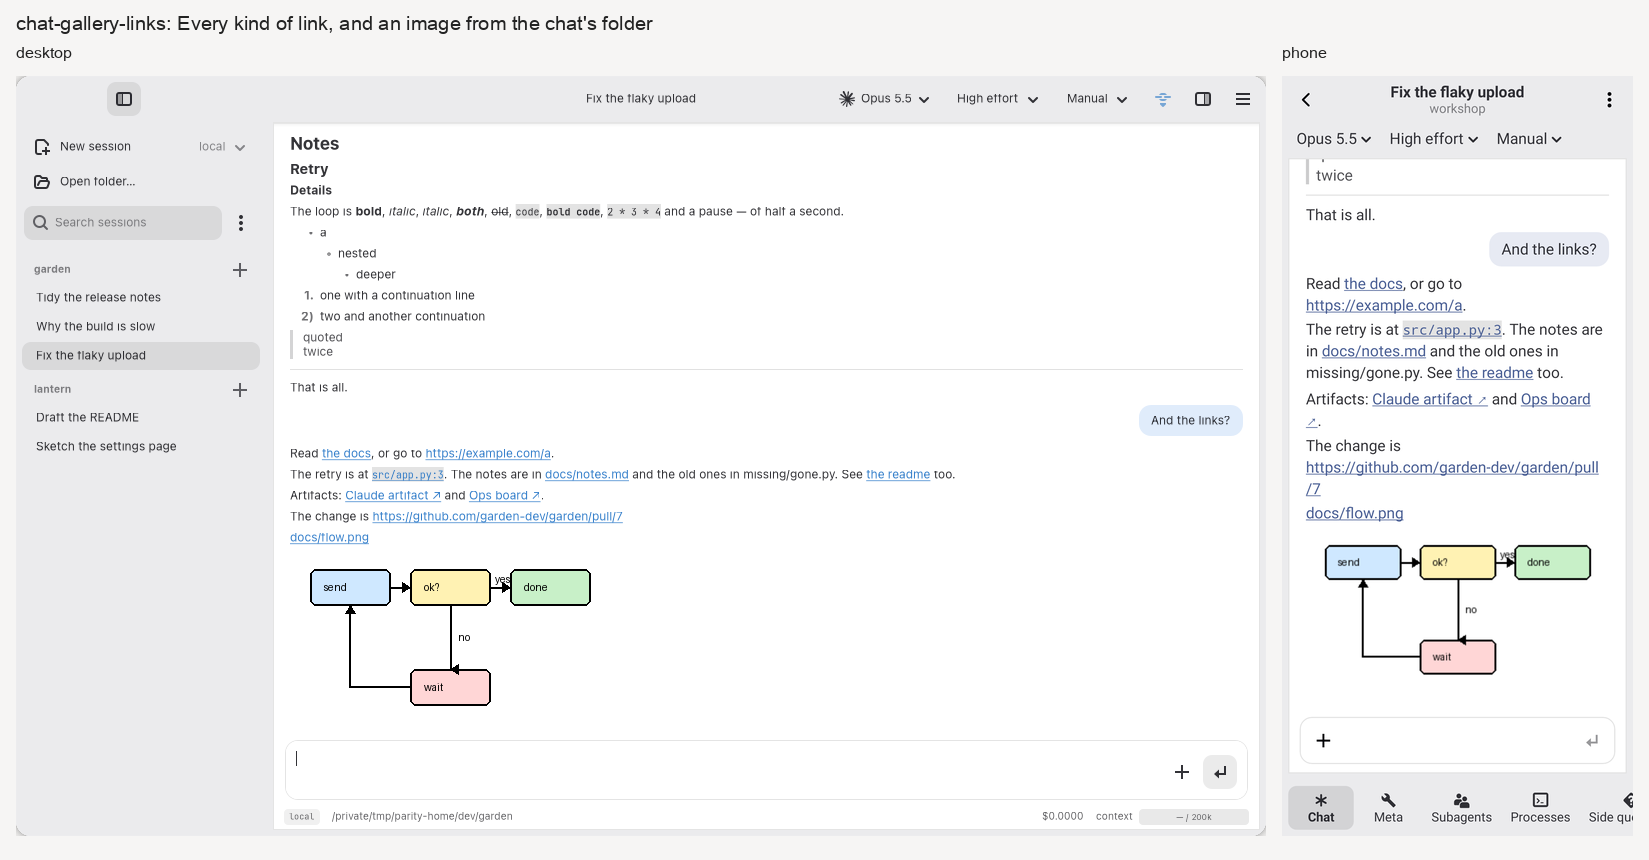 chat-gallery-links: Every kind of link, and an image from the chat's folder
desktop
Fix the flaky upload
Opus 5.5
High effort
Manual
New session
local
Open folder...
Search sessions
garden
Tidy the release notes
Why the build is slow
Fix the flaky upload
lantern
Draft the README
Sketch the settings page
Notes
Retry
Details
The loop is bold, italic, italic, both, old, code, bold code, 2 * 3 * 4 and a pause — of half a second.
• a
• nested
• deeper
1. one with a continuation line
2) two and another continuation
quoted
twice
That is all.
And the links?
Read the docs, or go to https://example.com/a.
The retry is at src/app.py:3. The notes are in docs/notes.md and the old ones in missing/gone.py. See the readme too.
Artifacts: Claude artifact ↗ and Ops board ↗.
The change is https://github.com/garden-dev/garden/pull/7
docs/flow.png
send
ok?
yes
done
no
wait
local
/private/tmp/parity-home/dev/garden
$0.0000
context
— / 200k
phone
Fix the flaky upload
workshop
Opus 5.5
High effort
Manual
twice
That is all.
And the links?
Read the docs, or go to
https://example.com/a.
The retry is at src/app.py:3. The notes are
in docs/notes.md and the old ones in
missing/gone.py. See the readme too.
Artifacts: Claude artifact ↗ and Ops board
↗.
The change is
https://github.com/garden-dev/garden/pull
/7
docs/flow.png
send
ok?
yes
done
no
wait
Chat
Meta
Subagents
Processes
Side